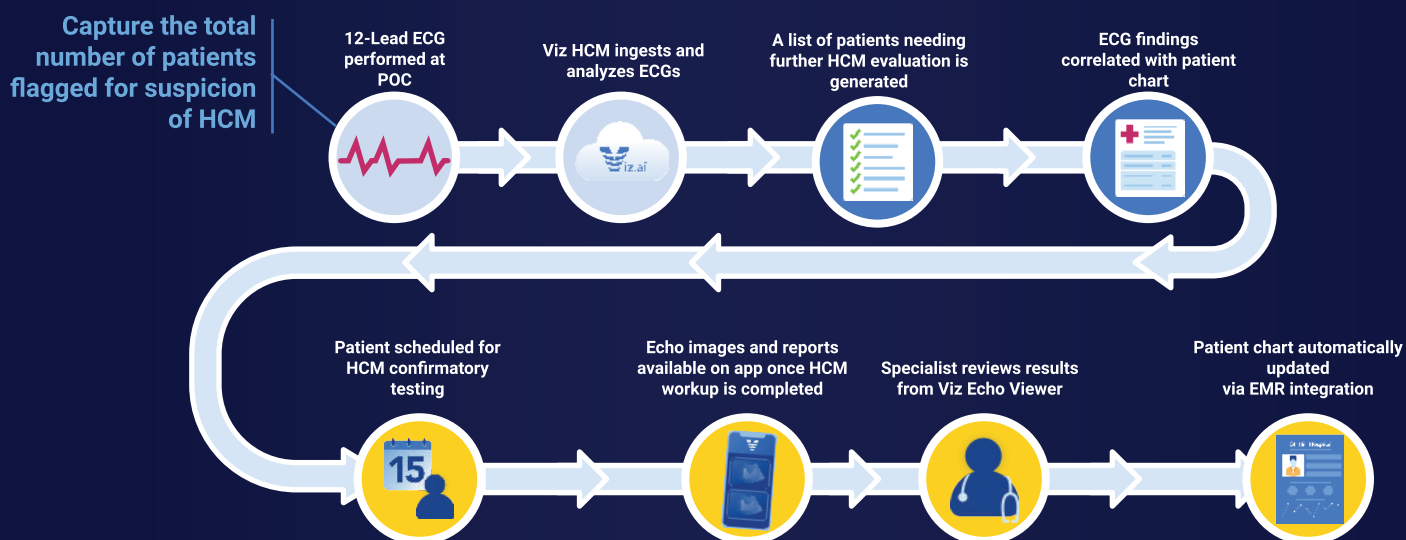 Capture the total
number of patients
flagged for suspicion
of HCM
12-Lead ECG
performed at
POC
Viz HCM ingests and
analyzes ECGs
A list of patients needing
further HCM evaluation is
generated
ECG findings
correlated with patient
chart
Viz.ai
Patient scheduled for
HCM confirmatory
testing
Echo images and reports
available on app once HCM
workup is completed
Specialist reviews results
from Viz Echo Viewer
Patient chart automatically
updated
via EMR integration
15
Hospital